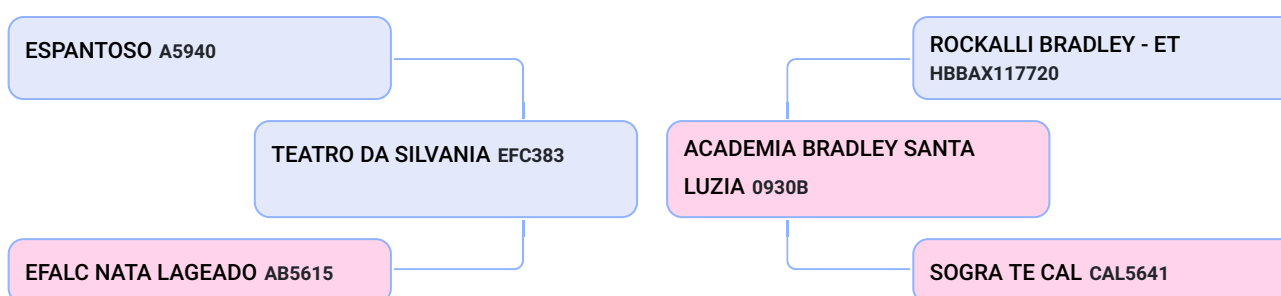 ESPANTOSO A5940
ROCKALLI BRADLEY - ET
HBBAX117720
TEATRO DA SILVANIA EFC383
ACADEMIA BRADLEY SANTA
LUZIA 0930B
EFALC NATA LAGEADO AB5615
SOGRA TE CAL CAL5641